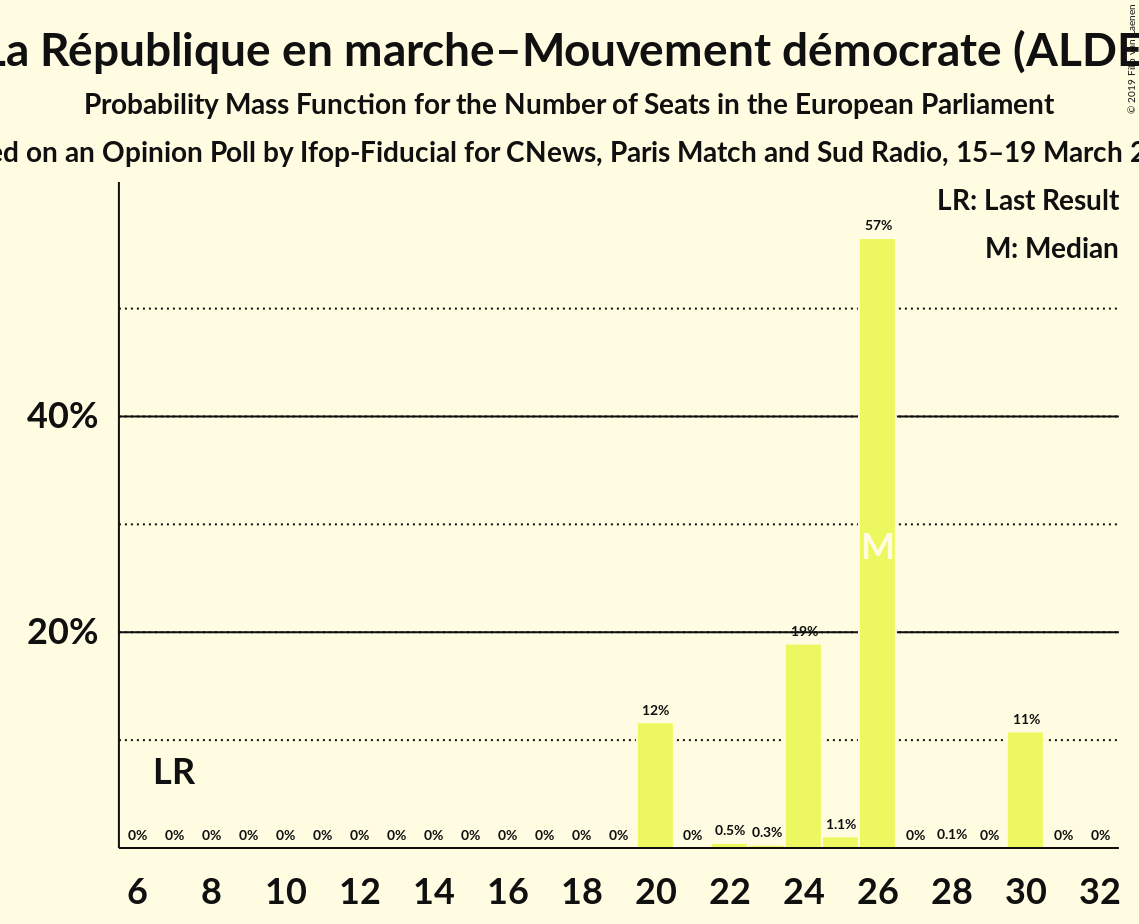 La République en marche–Mouvement démocrate (ALDE
Probability Mass Function for the Number of Seats in the European Parliament
ed on an Opinion Poll by Ifop-Fiducial for CNews, Paris Match and Sud Radio, 15–19 March 2
© 2019
LR: Last Result
M: Median
57%
40%
M
20%
19%
12%
11%
LR
0% 0% 0% 0% 0% 0% 0% 0% 0% 0% 0% 0% 0% 0% 0% 0.5% 0.3% 1.1% 0% 0.1% 0% 0% 0%
6 8 10 12 14 16 18 20 22 24 26 28 30 32